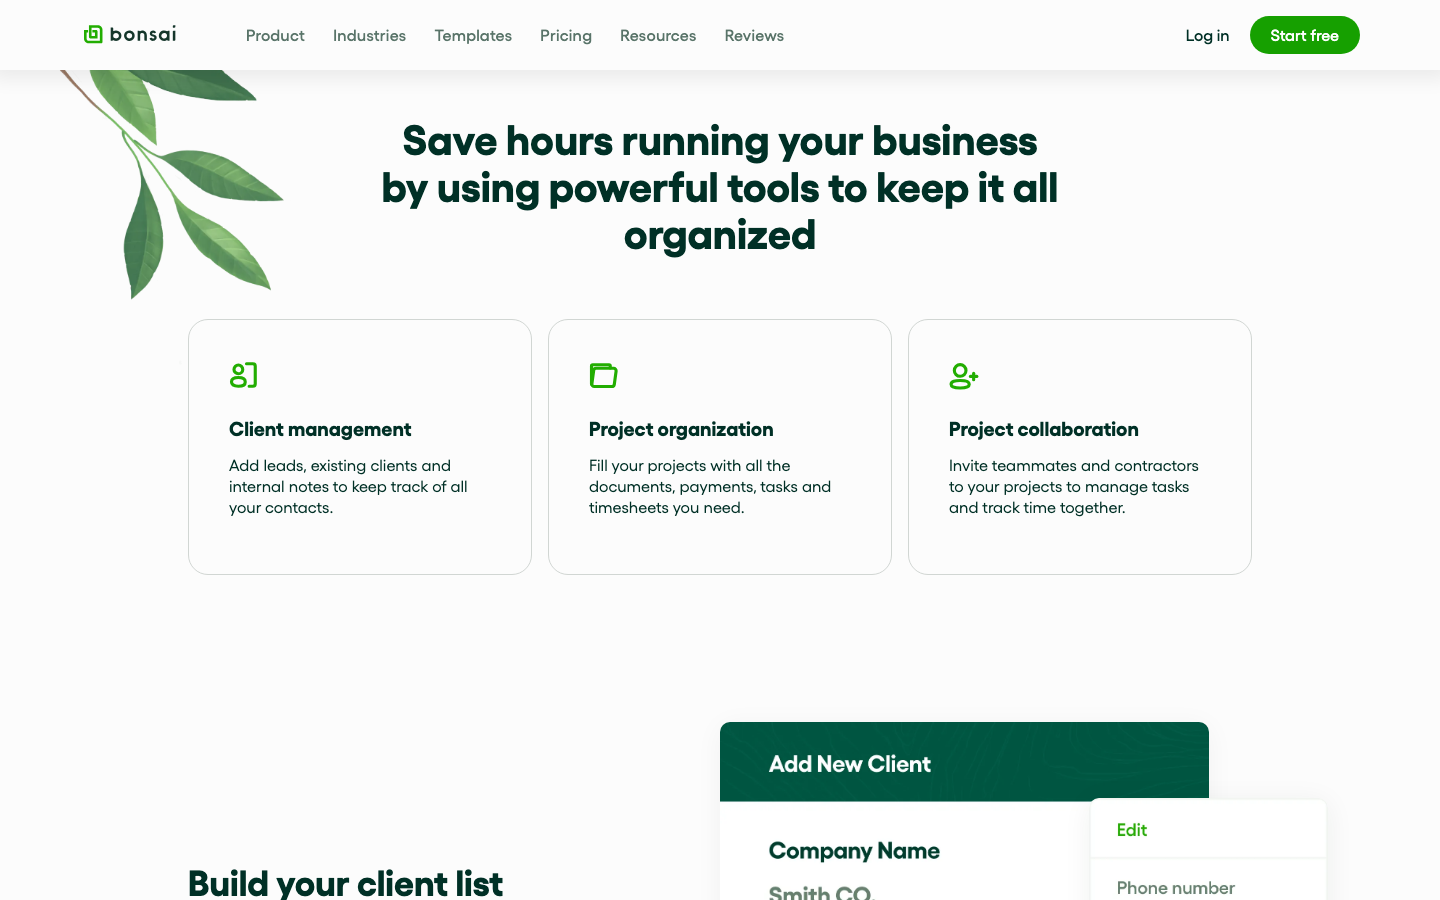 bonsai
Product
Industries
Templates
Pricing
Resources
Reviews
Log in
Start free
Save hours running your business
by using powerful tools to keep it all
organized
Client management
Add leads, existing clients and
internal notes to keep track of all
your contacts.
Project organization
Fill your projects with all the
documents, payments, tasks and
timesheets you need.
Project collaboration
Invite teammates and contractors
to your projects to manage tasks
and track time together.
Build your client list
Add New Client
Company Name
Smith CO.
Edit
Phone number